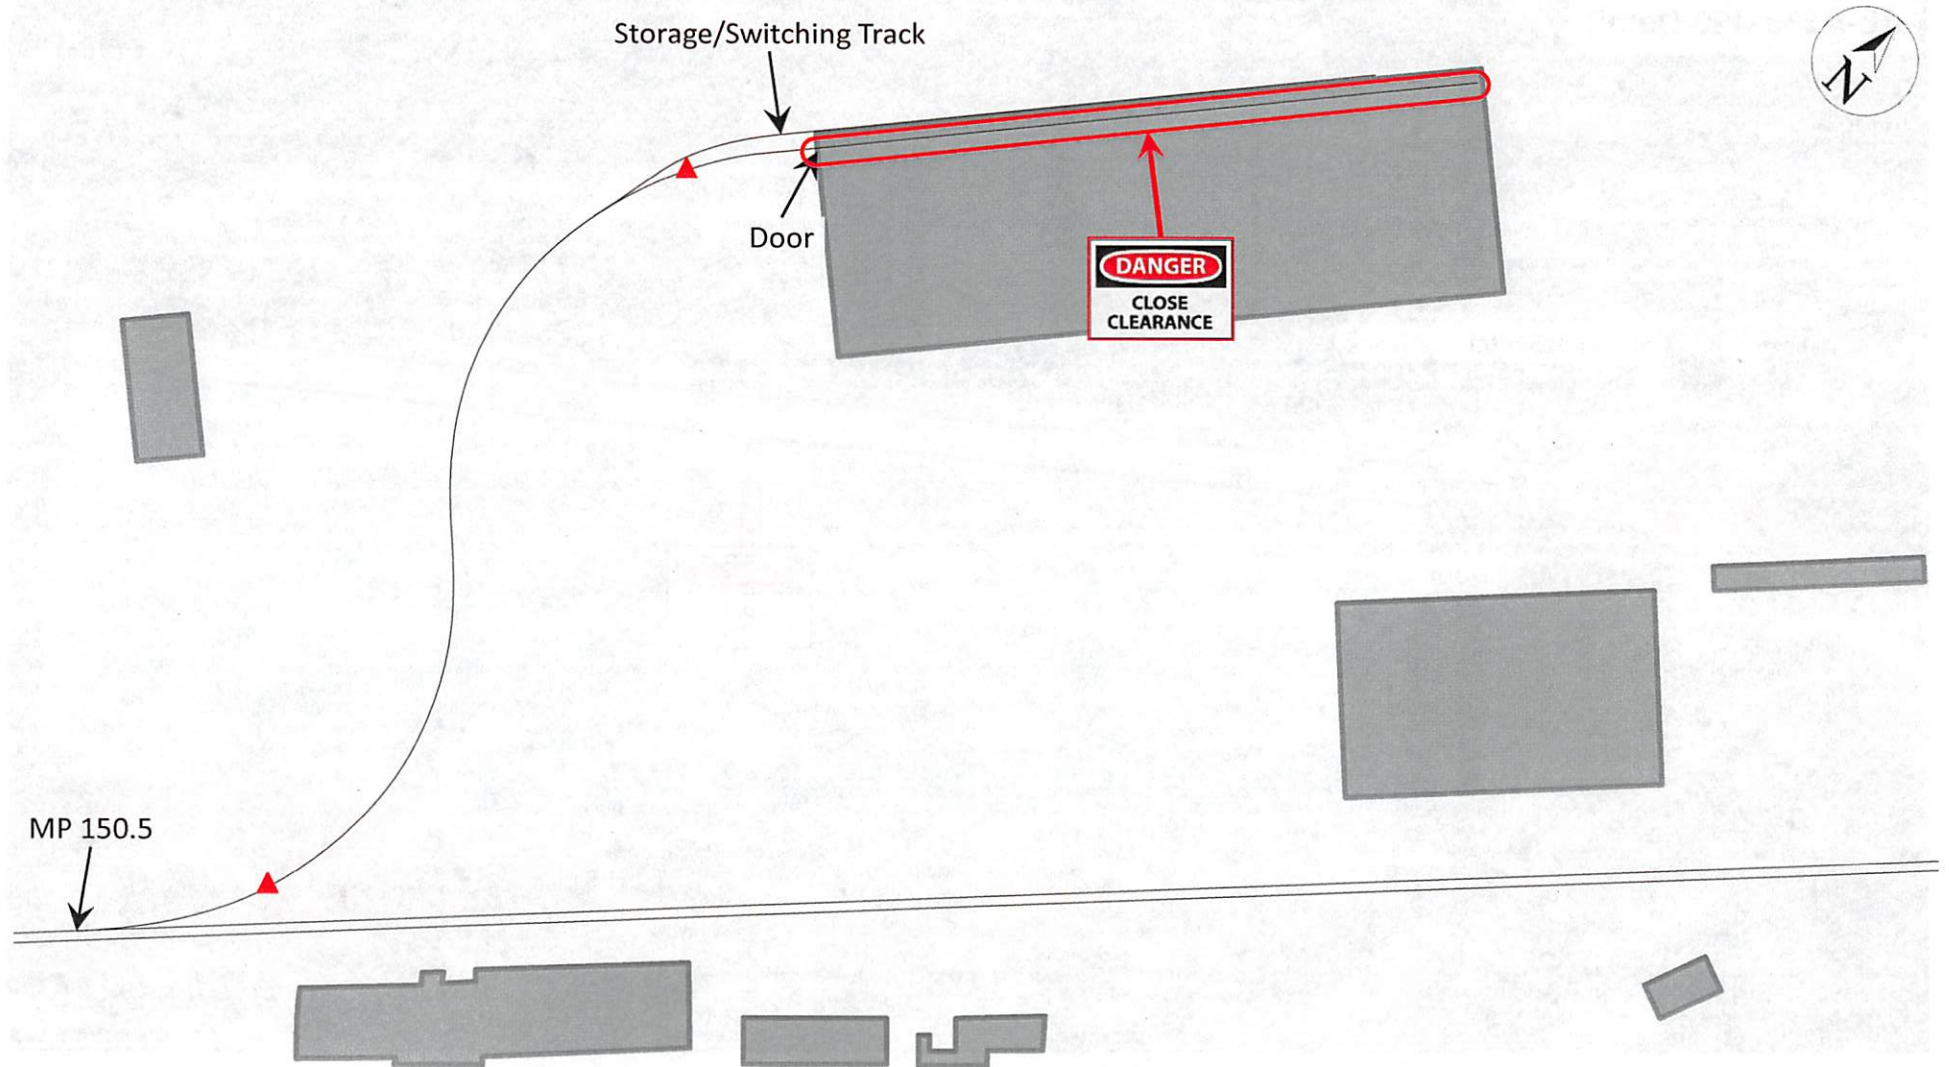 Storage/Switching Track
N
Door
DANGER
CLOSE
CLEARANCE
MP 150.5